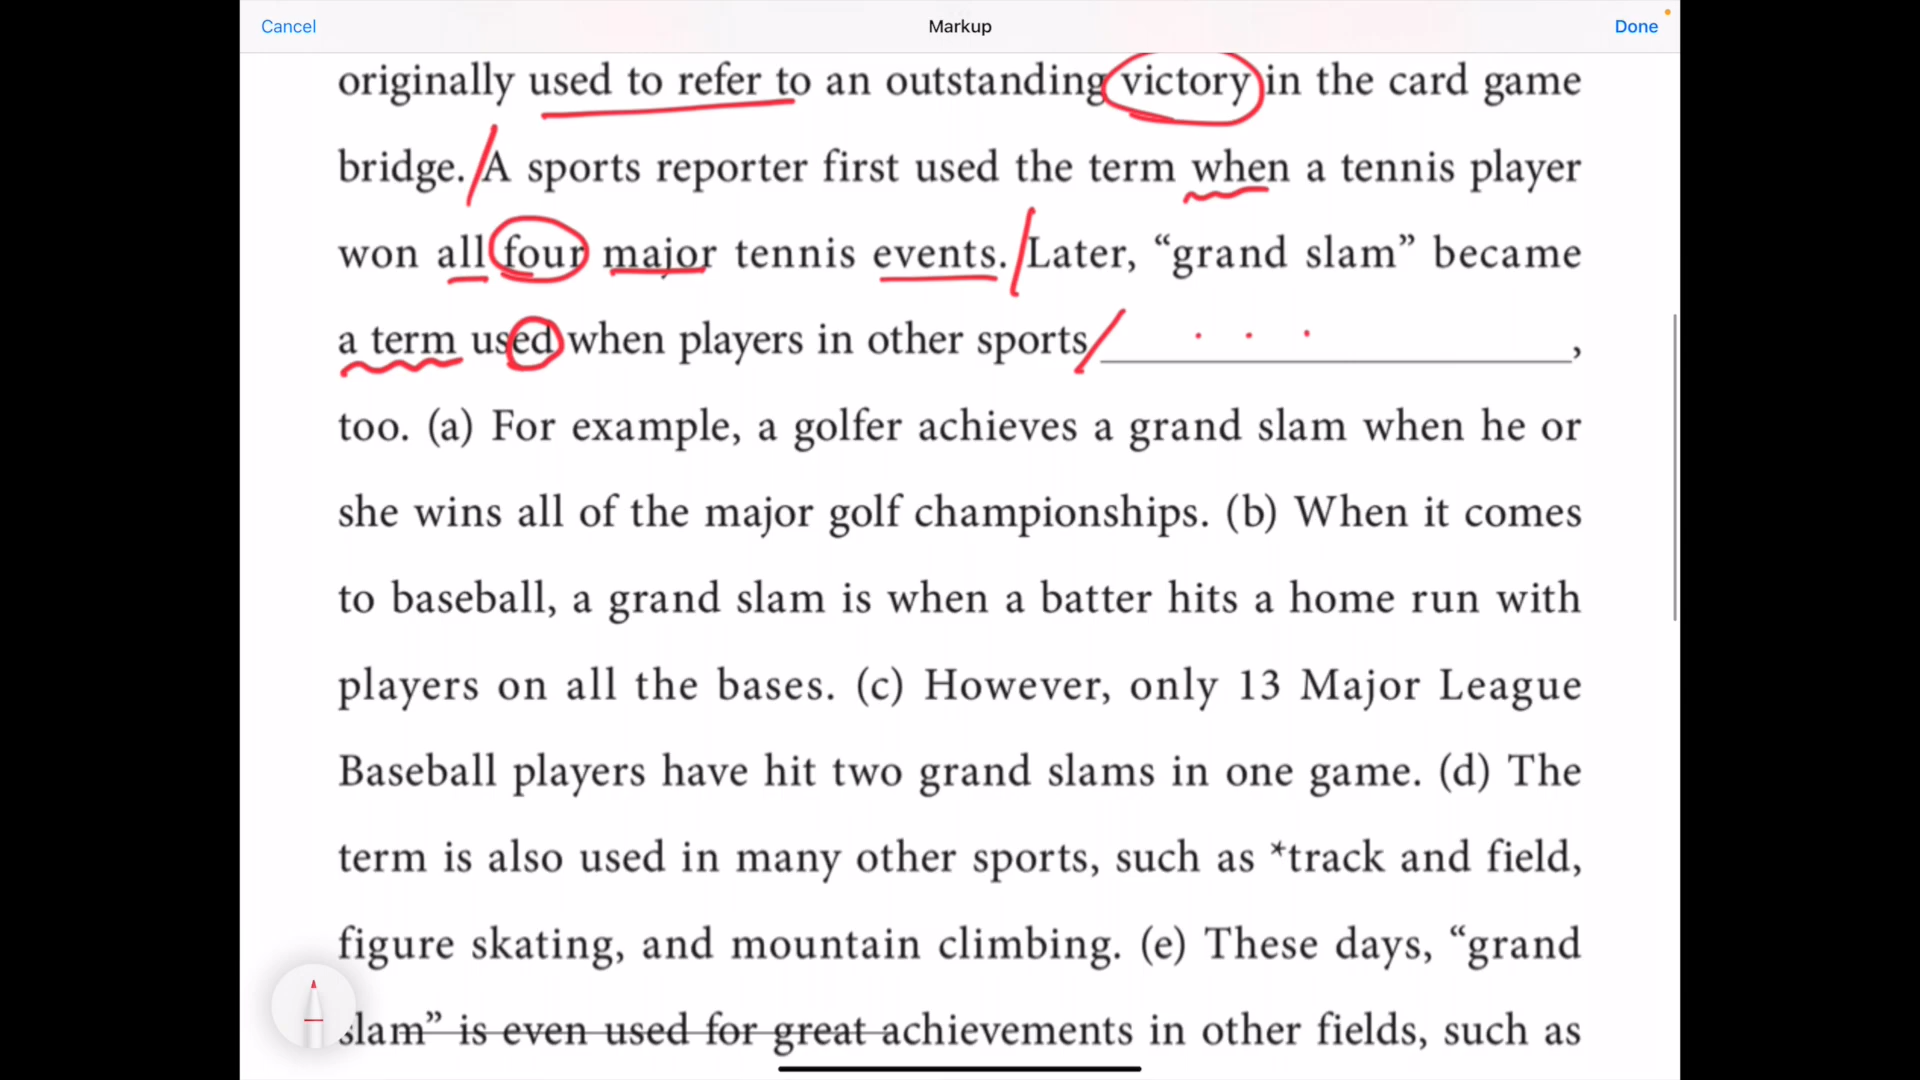 Cancel Markup Done
originally used to refer to an outstanding victory in the card game
bridge. A sports reporter first used the term when a tennis player
won all four major tennis events. Later, “grand slam” became
a term used when players in other sports ____________________,
too. (a) For example, a golfer achieves a grand slam when he or
she wins all of the major golf championships. (b) When it comes
to baseball, a grand slam is when a batter hits a home run with
players on all the bases. (c) However, only 13 Major League
Baseball players have hit two grand slams in one game. (d) The
term is also used in many other sports, such as *track and field,
figure skating, and mountain climbing. (e) These days, “grand
slam” is even used for great achievements in other fields, such as